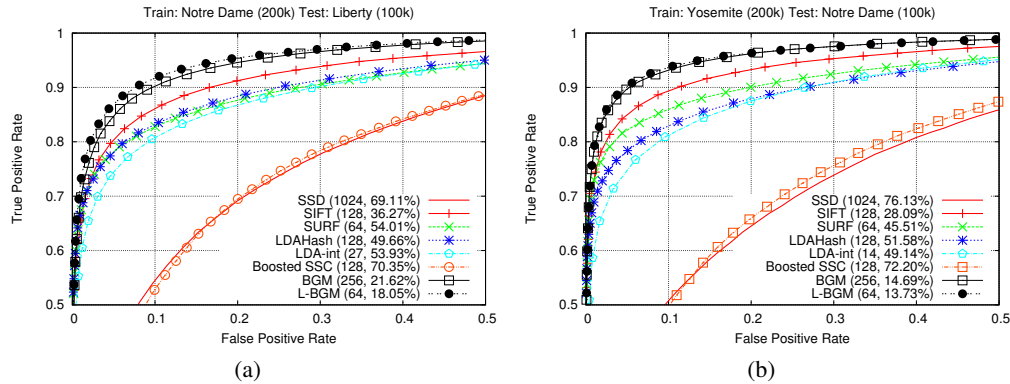 Train: Notre Dame (200k) Test: Liberty (100k)
True Positive Rate
1
0.9
0.8
0.7
0.6
0.5
SSD (1024, 69.11%)
SIFT (128, 36.27%)
SURF (64, 54.01%)
LDAHash (128, 49.66%)
LDA-int (27, 53.93%)
Boosted SSC (128, 70.35%)
BGM (256, 21.62%)
L-BGM (64, 18.05%)
0 0.1 0.2 0.3 0.4 0.5
False Positive Rate
(a)
Train: Yosemite (200k) Test: Notre Dame (100k)
True Positive Rate
1
0.9
0.8
0.7
0.6
0.5
SSD (1024, 76.13%)
SIFT (128, 28.09%)
SURF (64, 45.51%)
LDAHash (128, 51.58%)
LDA-int (14, 49.14%)
Boosted SSC (128, 72.20%)
BGM (256, 14.69%)
L-BGM (64, 13.73%)
0 0.1 0.2 0.3 0.4 0.5
False Positive Rate
(b)